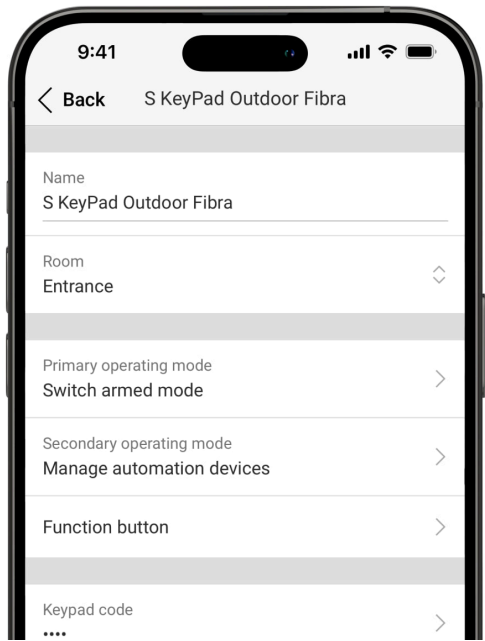 9:41
Back S KeyPad Outdoor Fibra
Name
S KeyPad Outdoor Fibra
Room
Entrance
Primary operating mode
Switch armed mode
Secondary operating mode
Manage automation devices
Function button
Keypad code
••••